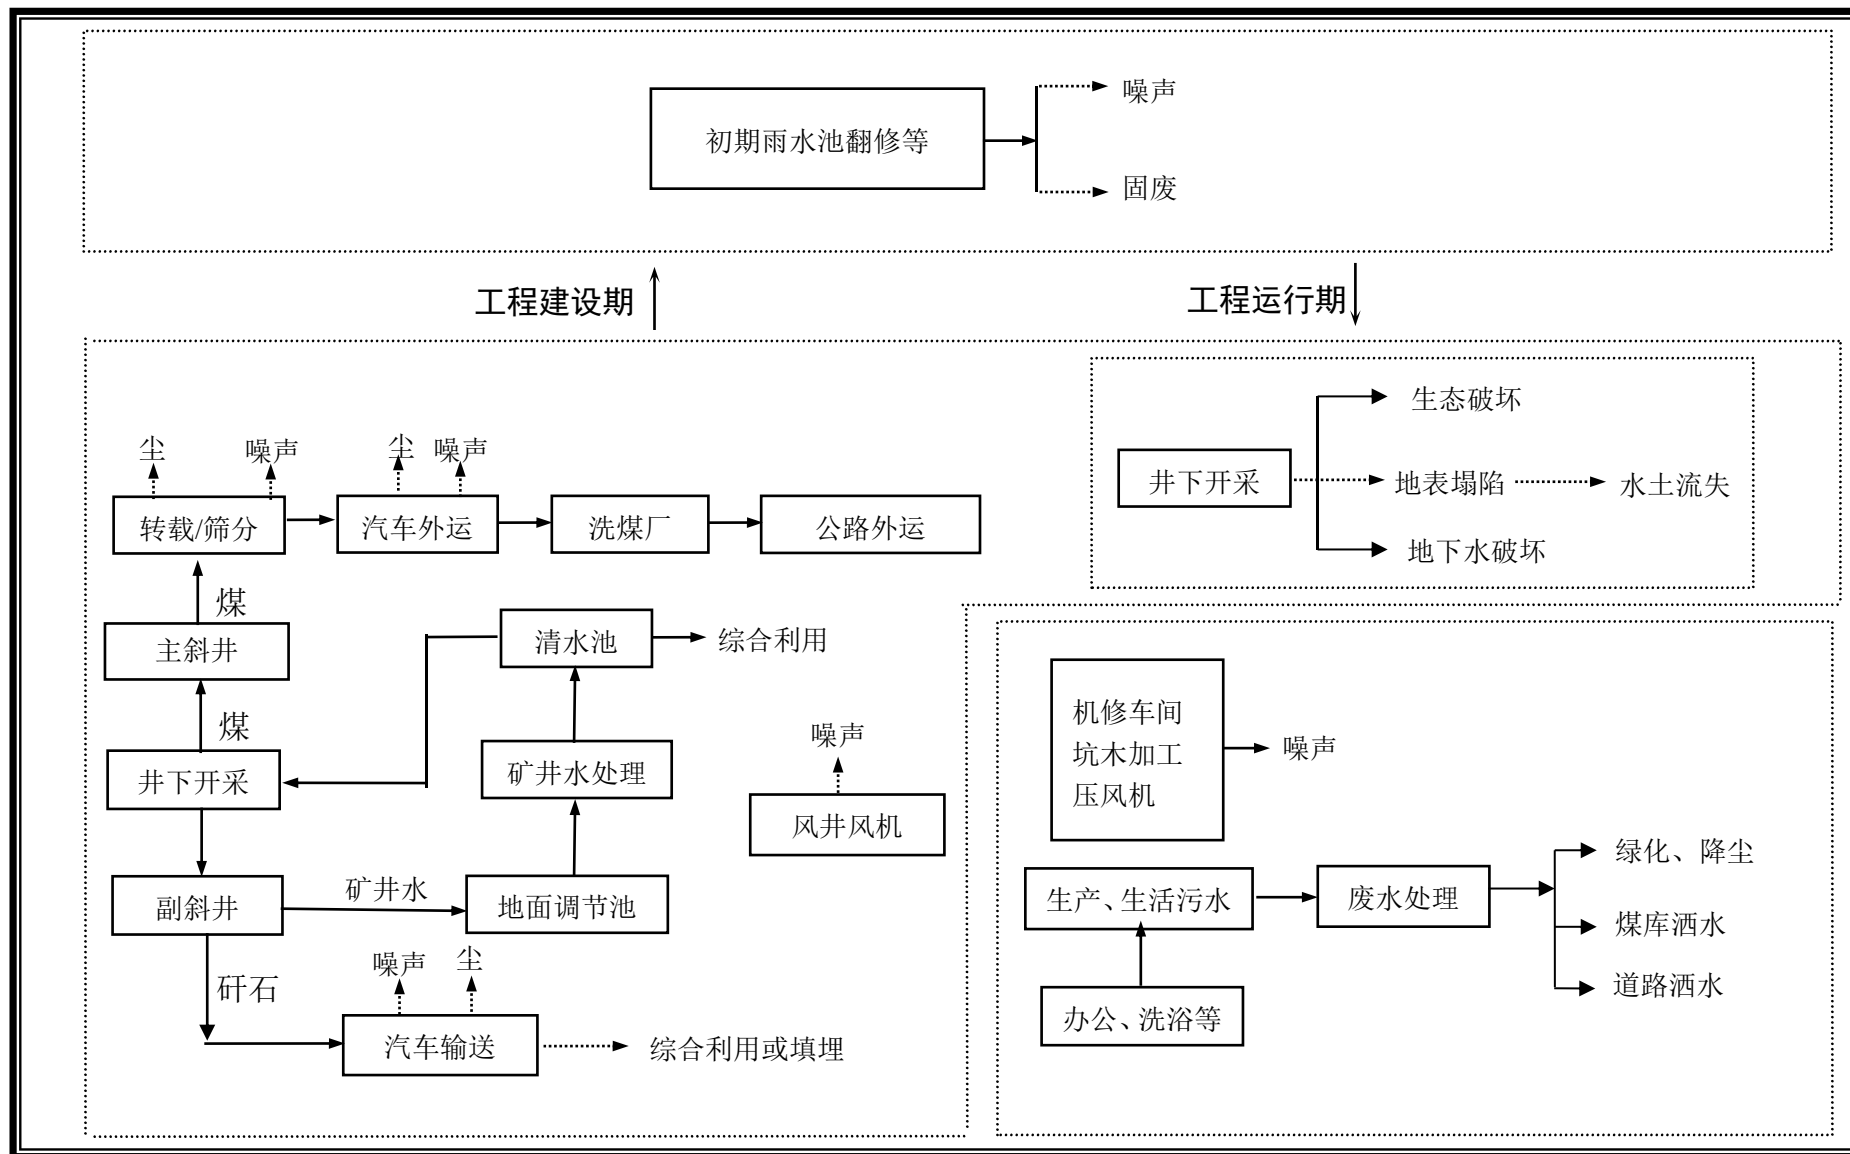 噪声
初期雨水池翻修等
固废
工程建设期
工程运行期
生态破坏
井下开采
地表塌陷
水土流失
地下水破坏
尘
噪声
尘
噪声
转载/筛分
汽车外运
洗煤厂
公路外运
煤
主斜井
清水池
综合利用
煤
井下开采
矿井水处理
噪声
风井风机
副斜井
矿井水
地面调节池
矸石
噪声
尘
汽车输送
综合利用或填埋
机修车间
坑木加工
压风机
噪声
生产、生活污水
废水处理
绿化、降尘
煤库洒水
道路洒水
办公、洗浴等